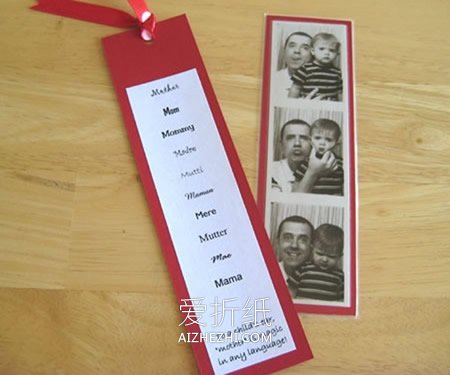 Mother
Mom
Mommy
Madre
Mutti
Maman
Mere
Mutter
Mae
Mama
a child's
"mother" magic
in any language!
爱折纸
AIZHEZHI.COM